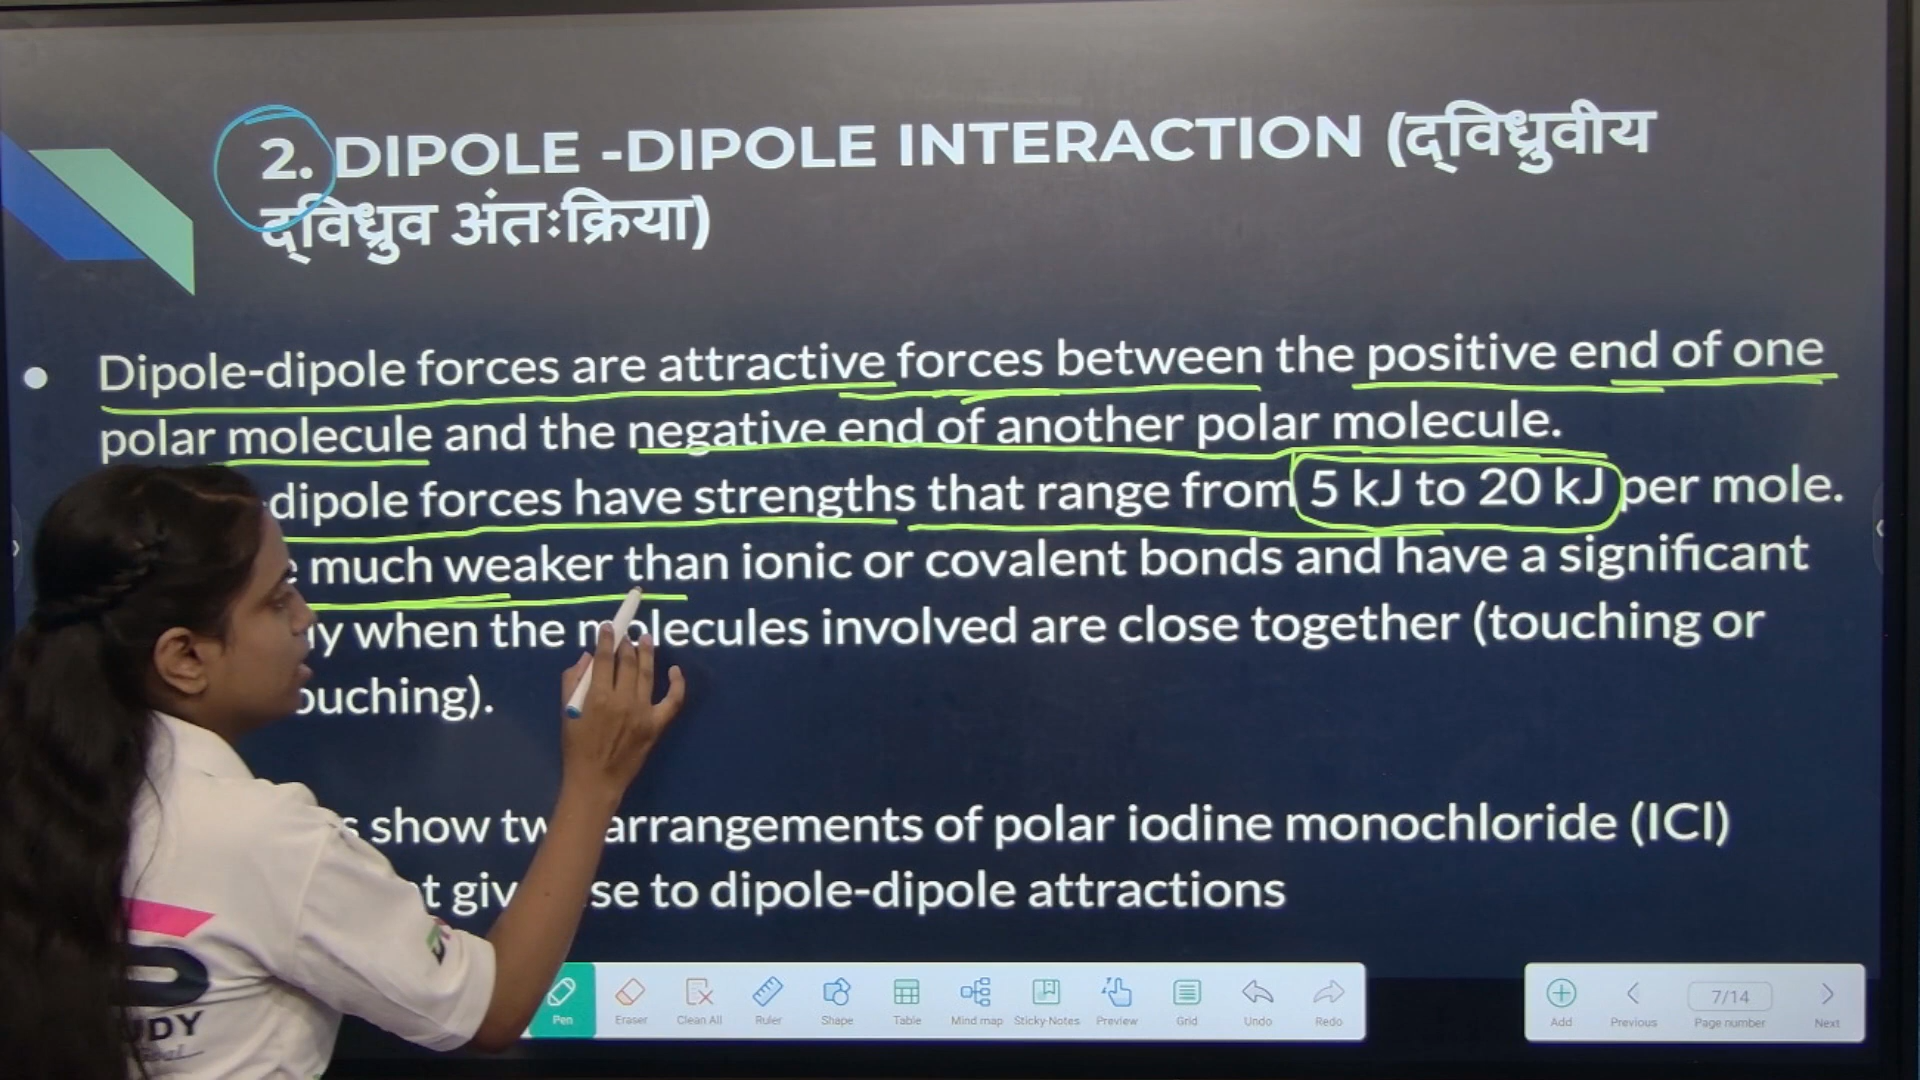 2. DIPOLE -DIPOLE INTERACTION (द्विध्रुवीय
द्विध्रुव अंतःक्रिया)
Dipole-dipole forces are attractive forces between the positive end of one
polar molecule and the negative end of another polar molecule.
-dipole forces have strengths that range from 5 kJ to 20 kJ per mole.
much weaker than ionic or covalent bonds and have a significant
when the molecules involved are close together (touching or
ouching).
show arrangements of polar iodine monochloride (ICl)
to dipole-dipole attractions
UDY
Pen Eraser Clean All Ruler Shape Table Mind map Sticky-Notes Preview Grid Undo Redo
Add Previous 7/14 Page number Next